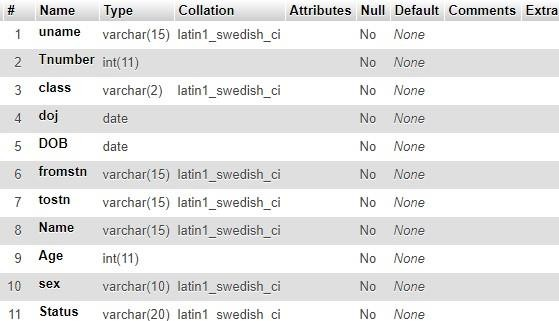 # Name Type Collation Attributes Null Default Comments Extra
1 uname varchar(15) latin1_swedish_ci No None
2 Tnumber int(11) No None
3 class varchar(2) latin1_swedish_ci No None
4 doj date No None
5 DOB date No None
6 fromstn varchar(15) latin1_swedish_ci No None
7 tostn varchar(15) latin1_swedish_ci No None
8 Name varchar(15) latin1_swedish_ci No None
9 Age int(11) No None
10 sex varchar(10) latin1_swedish_ci No None
11 Status varchar(20) latin1_swedish_ci No None